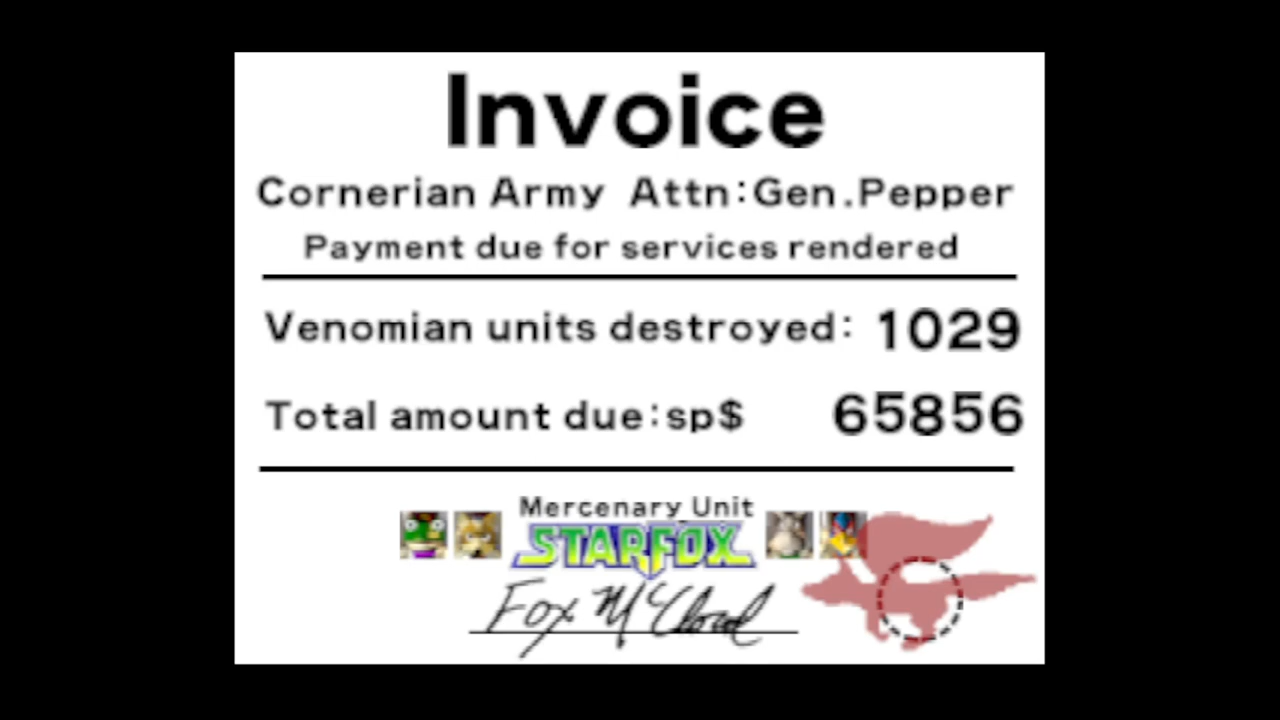 Invoice
Cornerian Army Attn:Gen.Pepper
Payment due for services rendered
Venomian units destroyed: 1029
Total amount due:sp$ 65856
Mercenary Unit
STARFOX
Fox McCloud